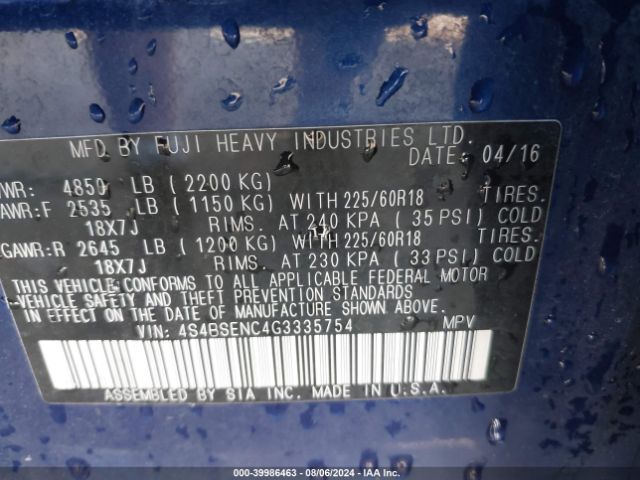 MFD. BY FUJI HEAVY INDUSTRIES LTD.
DATE: 04/16
WR: 4850 LB ( 2200 KG)
AWR:F 2535 LB ( 1150 KG) WITH 225/60R18 TIRES.
18X7J RIMS. AT 240 KPA ( 35 PSI) COLD
GAWR:R 2645 LB ( 1200 KG) WITH 225/60R18 TIRES.
18X7J RIMS. AT 230 KPA ( 33 PSI) COLD
THIS VEHICLE CONFORMS TO ALL APPLICABLE FEDERAL MOTOR
VEHICLE SAFETY AND THEFT PREVENTION STANDARDS
IN EFFECT ON THE DATE OF MANUFACTURE SHOWN ABOVE.
VIN: 4S4BSENC4G3335754 MPV
ASSEMBLED BY SIA INC. MADE IN U.S.A.
000-39986463 - 08/06/2024 - IAAI.com